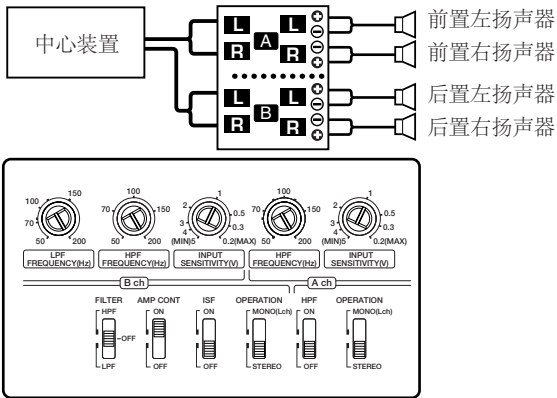 中心装置
L L + 前置左扬声器
A −
R R − 前置右扬声器
+
+
L L − 后置左扬声器
B −
R R + 后置右扬声器
100 150 100 150 1 100 150 1
70 70 2 0.5 70 2 0.5
3 0.3 3 0.3
4 4
50 200 50 200 (MIN)5 0.2(MAX) 50 200 (MIN)5 0.2(MAX)
LPF FREQUENCY(Hz) HPF FREQUENCY(Hz) INPUT SENSITIVITY(V) HPF FREQUENCY(Hz) INPUT SENSITIVITY(V)
B ch A ch
FILTER AMP CONT ISF OPERATION HPF OPERATION
HPF ON ON MONO(Lch) ON MONO(Lch)
OFF
LPF OFF OFF STEREO OFF STEREO